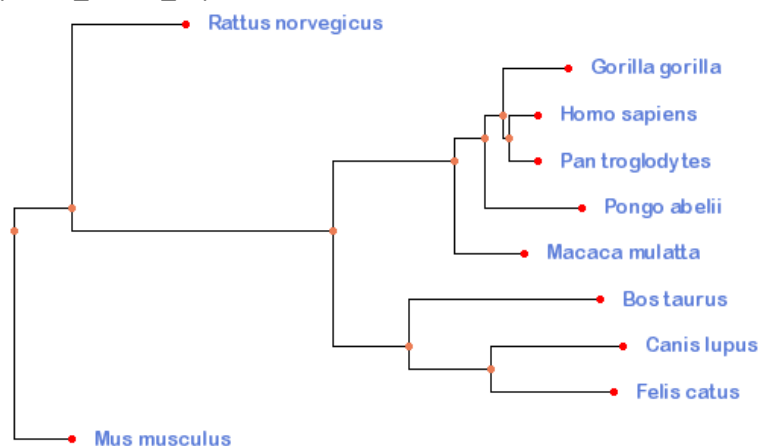 Rattus norvegicus
Gorilla gorilla
Homo sapiens
Pan troglodytes
Pongo abelii
Macaca mulatta
Bos taurus
Canis lupus
Felis catus
Mus musculus